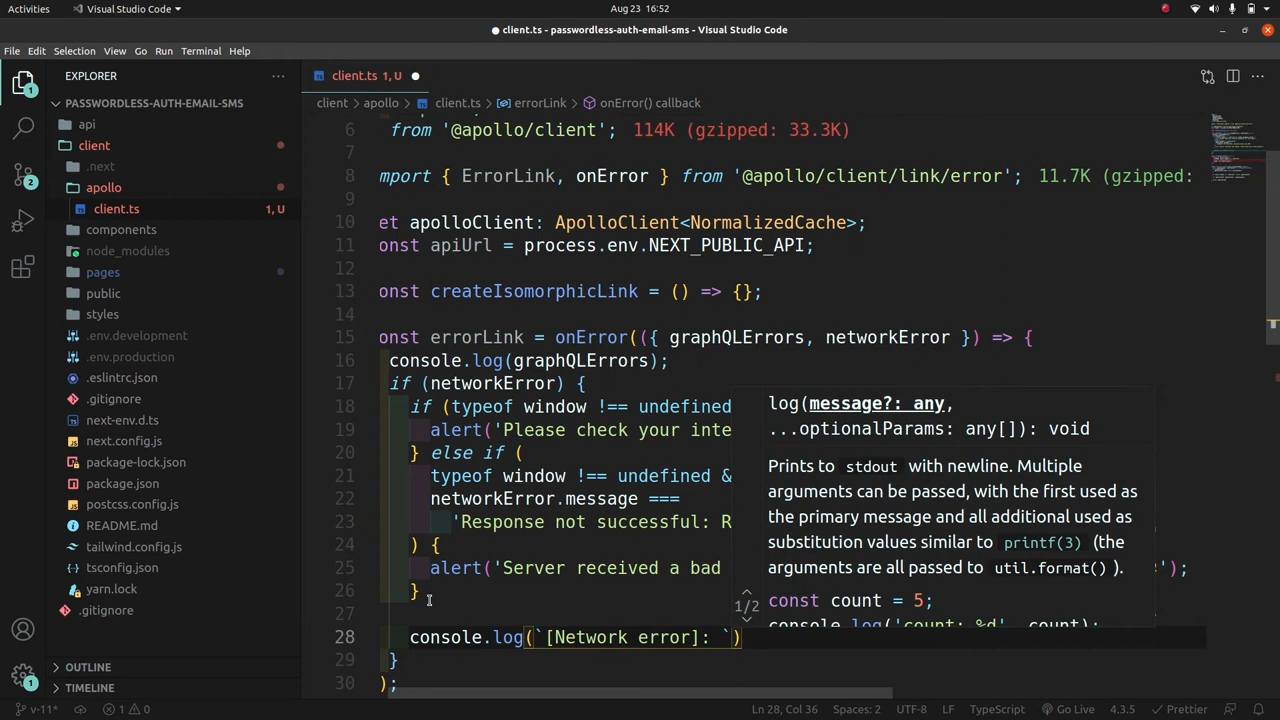 Activities
Visual Studio Code
Aug 23 16:52
client.ts - passwordless-auth-email-sms - Visual Studio Code
File Edit Selection View Go Run Terminal Help
EXPLORER
client.ts 1, U
PASSWORDLESS-AUTH-EMAIL-SMS
client > apollo > client.ts > errorLink > onError() callback
api
client
.next
apollo
client.ts 1, U
components
node_modules
pages
public
styles
.env.development
.env.production
.eslintrc.json
.gitignore
next-env.d.ts
next.config.js
package-lock.json
package.json
postcss.config.js
README.md
tailwind.config.js
tsconfig.json
yarn.lock
.gitignore
OUTLINE
TIMELINE
6 from '@apollo/client'; 114K (gzipped: 33.3K)
7
8 mport { ErrorLink, onError } from '@apollo/client/link/error'; 11.7K (gzipped:
9
10 et apolloClient: ApolloClient<NormalizedCache>;
11 onst apiUrl = process.env.NEXT_PUBLIC_API;
12
13 onst createIsomorphicLink = () => {};
14
15 onst errorLink = onError(({ graphQLErrors, networkError }) => {
16 console.log(graphQLErrors);
17 if (networkError) {
18 if (typeof window !== undefined
19 alert('Please check your inte
20 } else if (
21 typeof window !== undefined &
22 networkError.message ===
23 'Response not successful: R
24 ) {
25 alert('Server received a bad ');
26 }
27
28 console.log(`[Network error]: `)
29 }
30 );
log(message?: any,
...optionalParams: any[]): void
Prints to stdout with newline. Multiple
arguments can be passed, with the first used as
the primary message and all additional used as
substitution values similar to printf(3) (the
arguments are all passed to util.format() ).
const count = 5;
console.log('count: %d', count);
1/2
1
2
1
1
v-11* 1 0
Ln 28, Col 36 Spaces: 2 UTF-8 LF TypeScript Go Live 4.3.5 Prettier